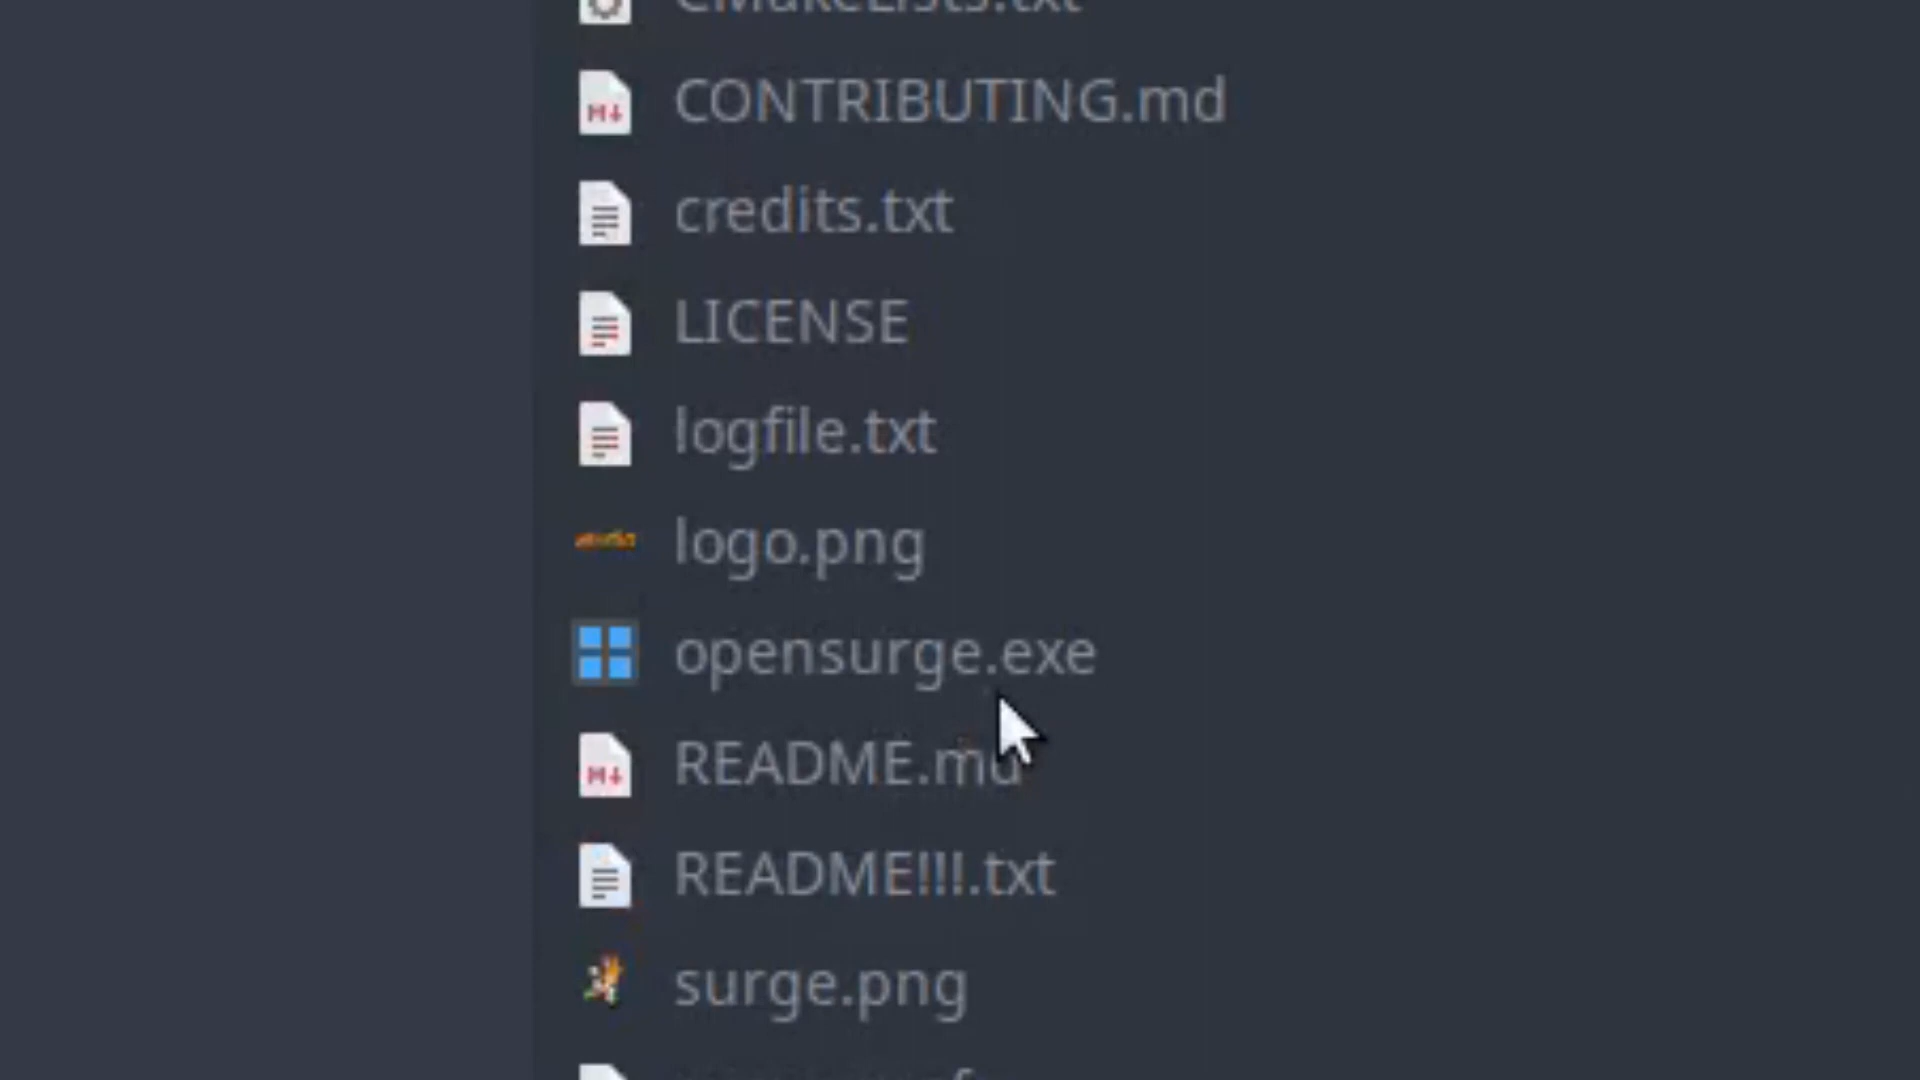 CMakeLists.txt
CONTRIBUTING.md
credits.txt
LICENSE
logfile.txt
logo.png
opensurge.exe
README.md
README!!!.txt
surge.png